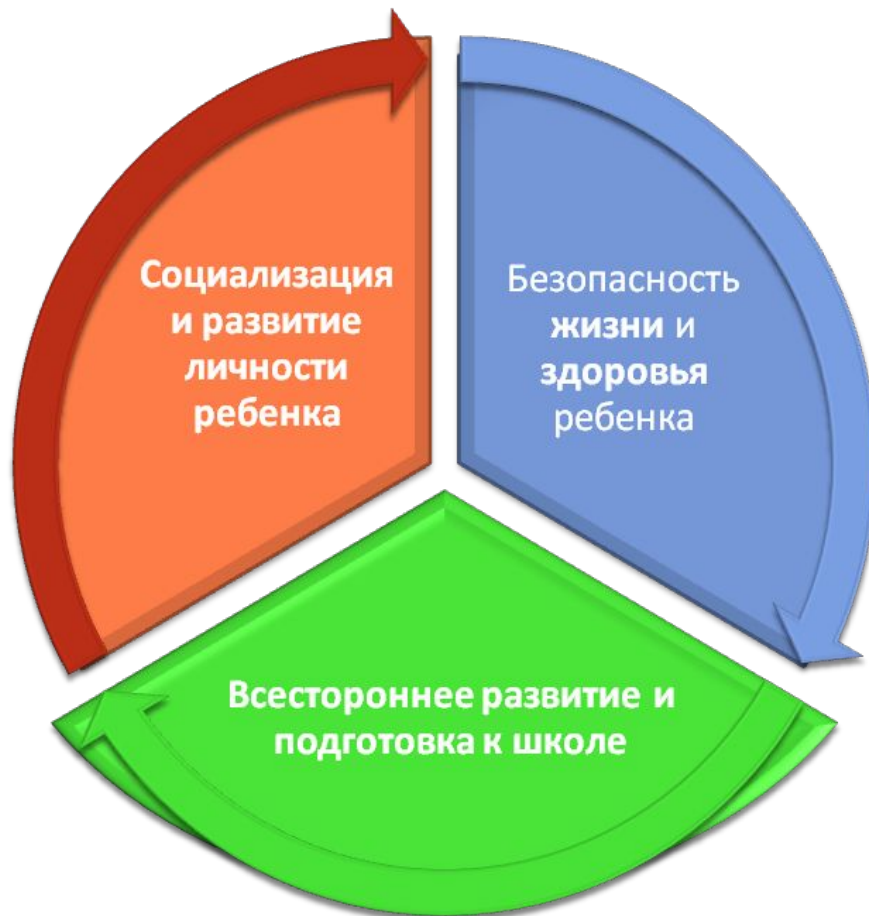 Социализация
и развитие
личности
ребенка
Безопасность
жизни и
здоровья
ребенка
Всестороннее развитие и
подготовка к школе